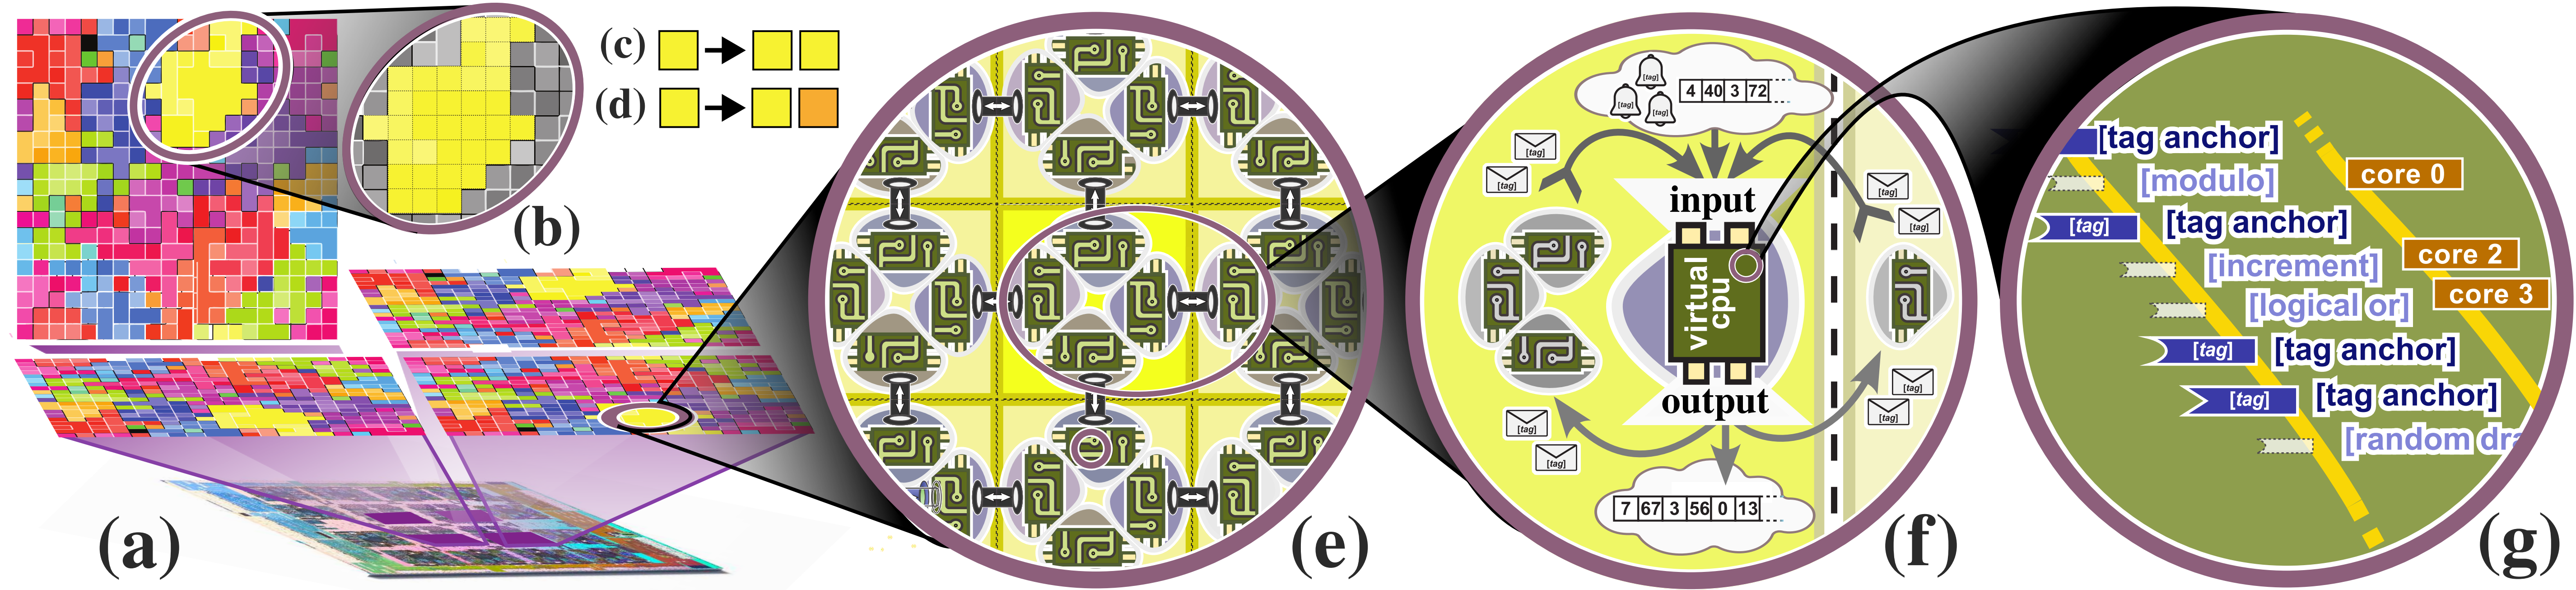 (a)
(b)
(c)
(d)
(e)
[tag]
[tag]
[tag]
4 40 3 72
[tag]
[tag]
[tag]
[tag]
input
virtual
cpu
output
[tag]
[tag]
[tag]
[tag]
7 67 3 56 0 13
(f)
[tag anchor]
[modulo]
[tag] [tag anchor]
[increment]
[logical or]
[tag] [tag anchor]
[tag] [tag anchor]
[random dra
core 0
core 2
core 3
(g)